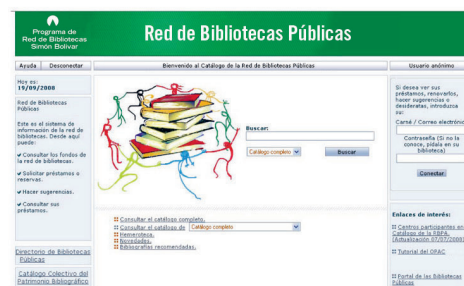 Programa de
Red de Bibliotecas
Simón Bolívar
Red de Bibliotecas Públicas
Ayuda
Desconectar
Bienvenido al Catálogo de la Red de Bibliotecas Públicas
Usuario anónimo
Hoy es:
19/09/2008
Red de Bibliotecas
Públicas
Este es el sistema de
información de la red de
bibliotecas. Desde aquí
puede:
✔ Consultar los fondos de
la red de bibliotecas.
✔ Solicitar préstamos o
reservas.
✔ Hacer sugerencias.
✔ Consultar sus
préstamos.
Directorio de Bibliotecas
Públicas
Catálogo Colectivo del
Patrimonio Bibliográfico
Buscar:
Catálogo completo
Buscar
Consultar el catálogo completo.
Consultar el catálogo de Catálogo completo
Hemeroteca.
Novedades.
Bibliografías recomendadas.
Si desea ver sus
préstamos, renovarlos,
hacer sugerencias o
desideratas, introduzca
su:
Carné / Correo electrónic
Contraseña (Si no la
conoce, pídala en su
biblioteca)
Conectar
Enlaces de interés:
Centros participantes en
Catálogo de la RBPA.
(Actualización 07/07/2008)
Tutorial del OPAC
Portal de las Bibliotecas
Públicas